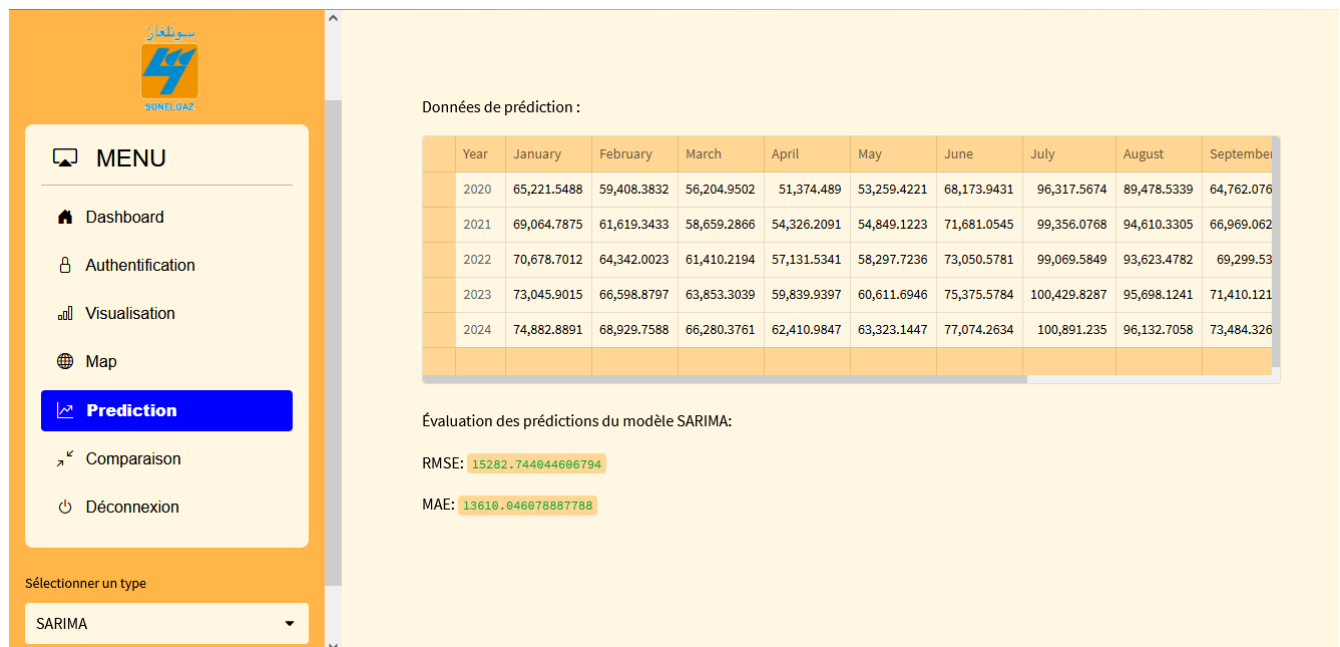 سونلغاز
SONELGAZ
MENU
Dashboard
Authentification
Visualisation
Map
Prediction
Comparaison
Déconnexion
Sélectionner un type
SARIMA
Données de prédiction :
Year January February March April May June July August September
2020 65,221.5488 59,408.3832 56,204.9502 51,374.489 53,259.4221 68,173.9431 96,317.5674 89,478.5339 64,762.076
2021 69,064.7875 61,619.3433 58,659.2866 54,326.2091 54,849.1223 71,681.0545 99,356.0768 94,610.3305 66,969.062
2022 70,678.7012 64,342.0023 61,410.2194 57,131.5341 58,297.7236 73,050.5781 99,069.5849 93,623.4782 69,299.53
2023 73,045.9015 66,598.8797 63,853.3039 59,839.9397 60,611.6946 75,375.5784 100,429.8287 95,698.1241 71,410.121
2024 74,882.8891 68,929.7588 66,280.3761 62,410.9847 63,323.1447 77,074.2634 100,891.235 96,132.7058 73,484.326
Évaluation des prédictions du modèle SARIMA:
RMSE: 15282.744044606794
MAE: 13610.046078887788